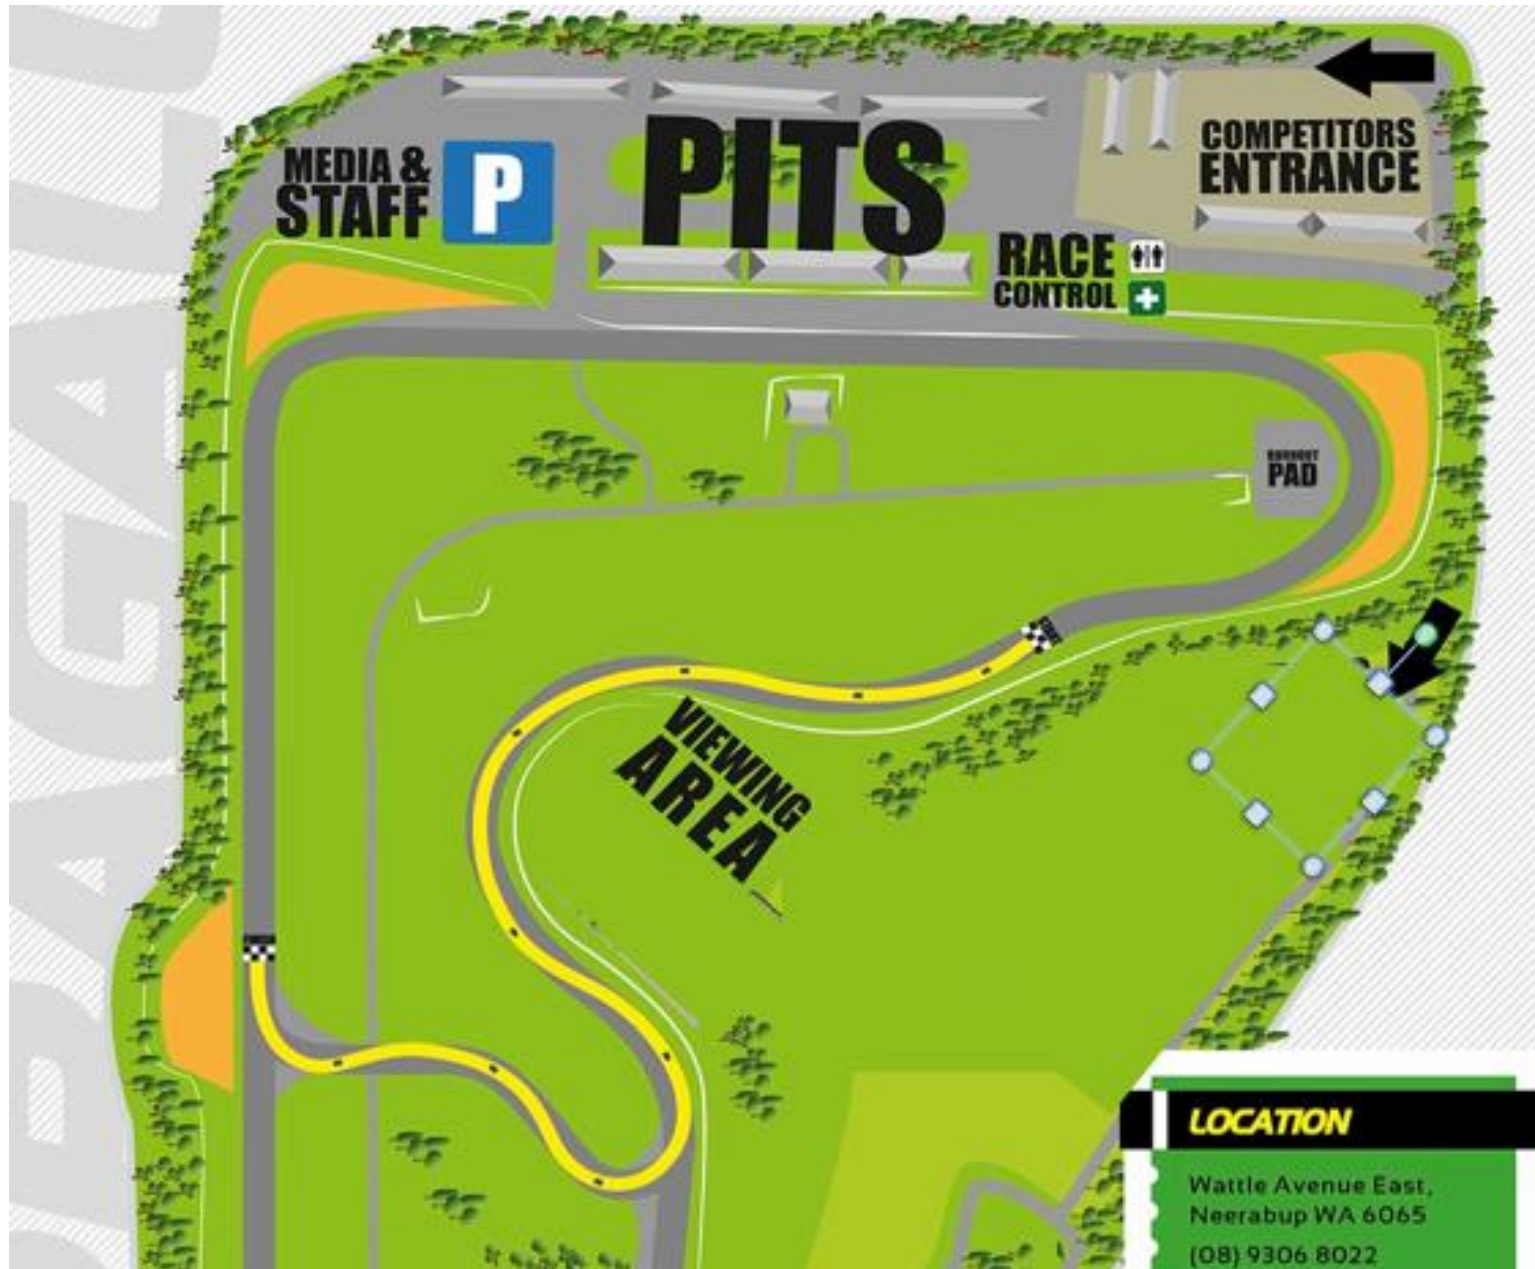 MEDIA &
STAFF
P
PITS
COMPETITORS
ENTRANCE
RACE
CONTROL
PAD
VIEWING
AREA
LOCATION
Wattle Avenue East,
Neerabup WA 6065
(08) 9306 8022